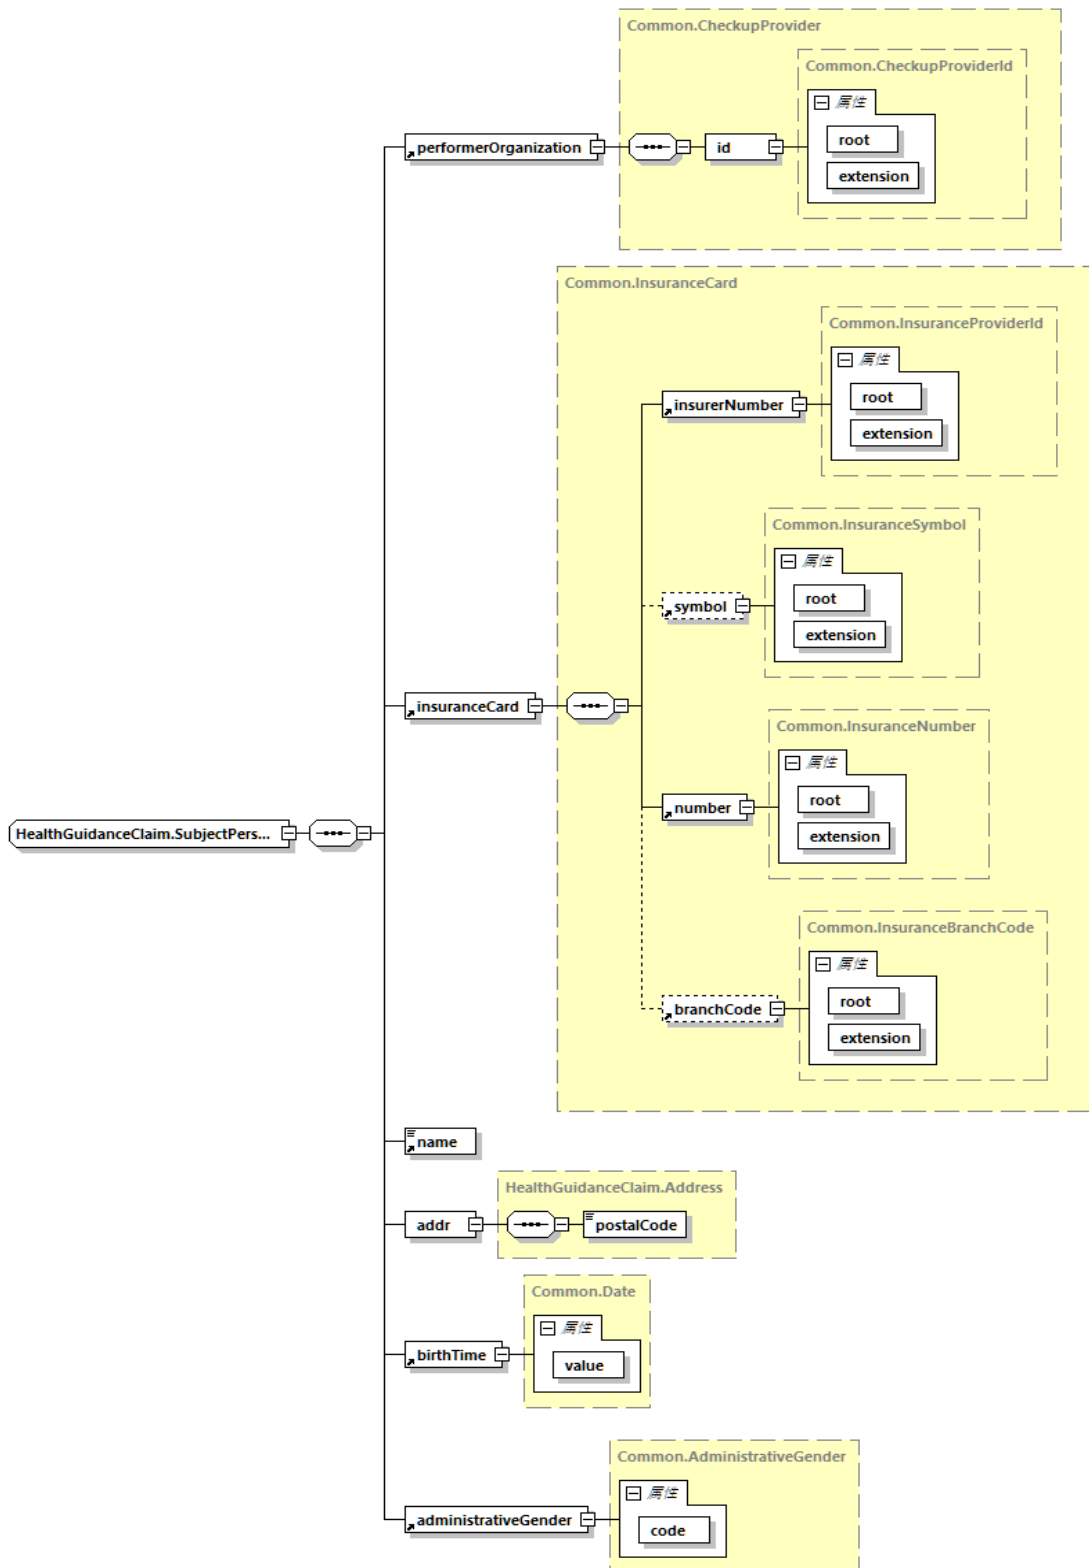 Common.CheckupProvider
Common.CheckupProviderId
属性
performerOrganization
id
root
extension
Common.InsuranceCard
Common.InsuranceProviderId
属性
insurerNumber
root
extension
Common.InsuranceSymbol
属性
symbol
root
extension
insuranceCard
Common.InsuranceNumber
属性
number
root
extension
HealthGuidanceClaim.SubjectPers...
Common.InsuranceBranchCode
属性
branchCode
root
extension
name
HealthGuidanceClaim.Address
addr
postalCode
Common.Date
属性
birthTime
value
Common.AdministrativeGender
属性
administrativeGender
code